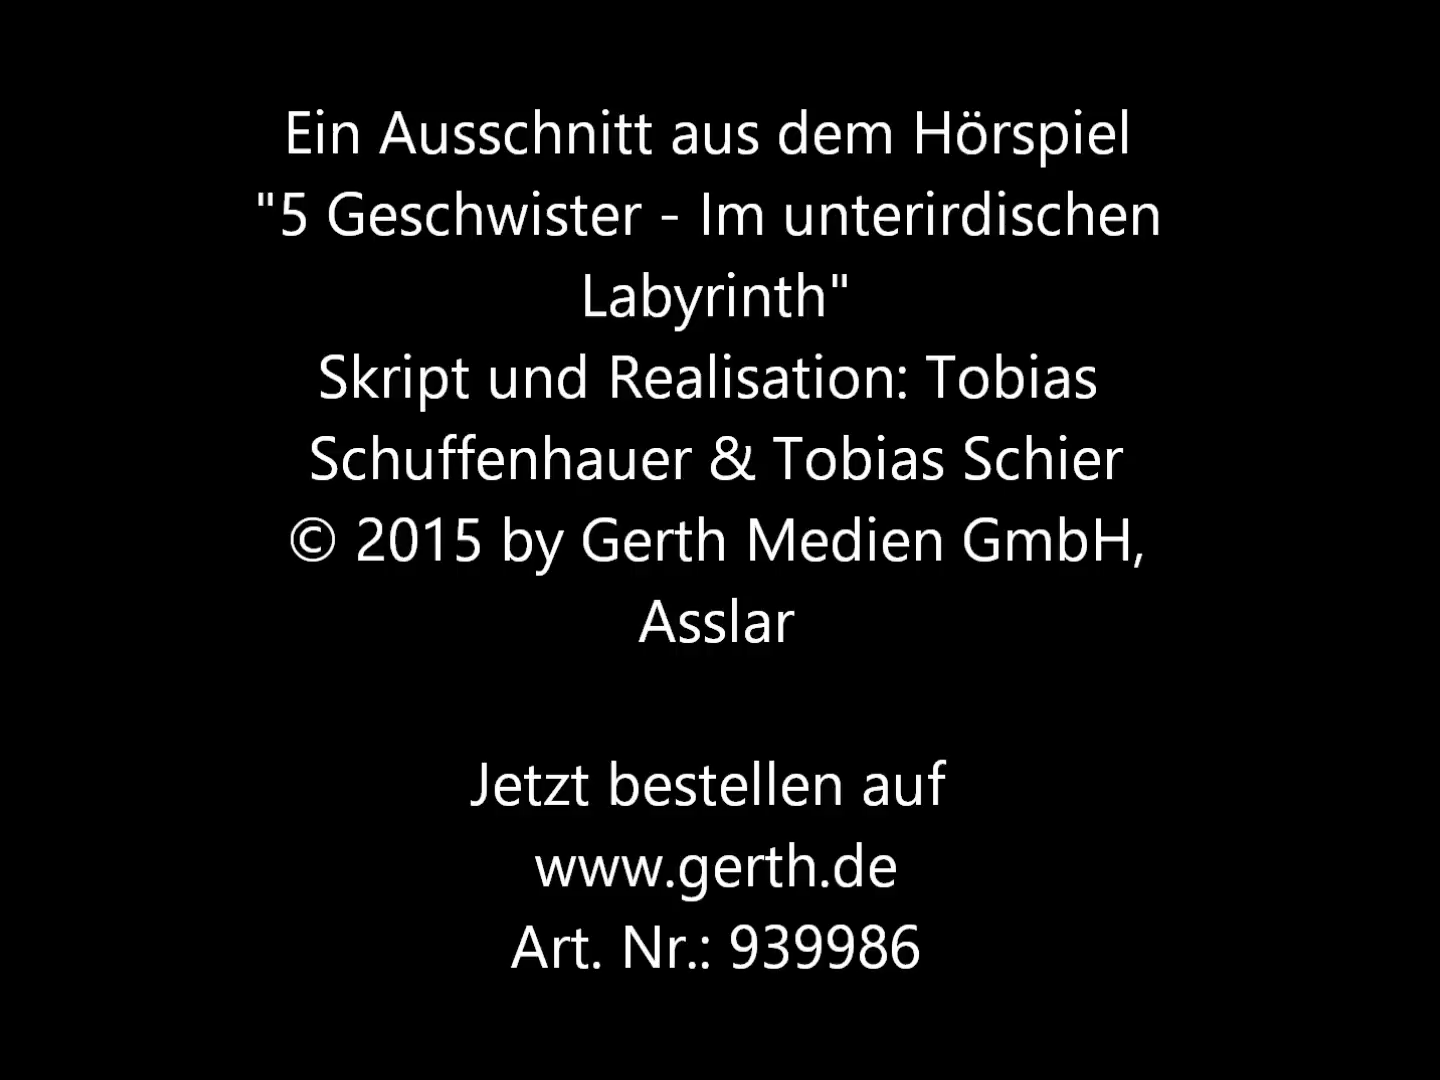 Ein Ausschnitt aus dem Hörspiel
"5 Geschwister - Im unterirdischen
Labyrinth"
Skript und Realisation: Tobias
Schuffenhauer & Tobias Schier
© 2015 by Gerth Medien GmbH,
Asslar
Jetzt bestellen auf
www.gerth.de
Art. Nr.: 939986